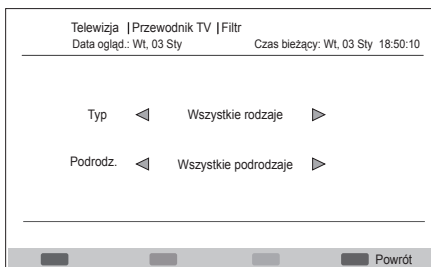 Telewizja | Przewodnik TV | Filtr
Data ogląd.: Wt, 03 Sty Czas bieżący: Wt, 03 Sty 18:50:10
Typ Wszystkie rodzaje
Podrodz. Wszystkie podrodzaje
Powrót